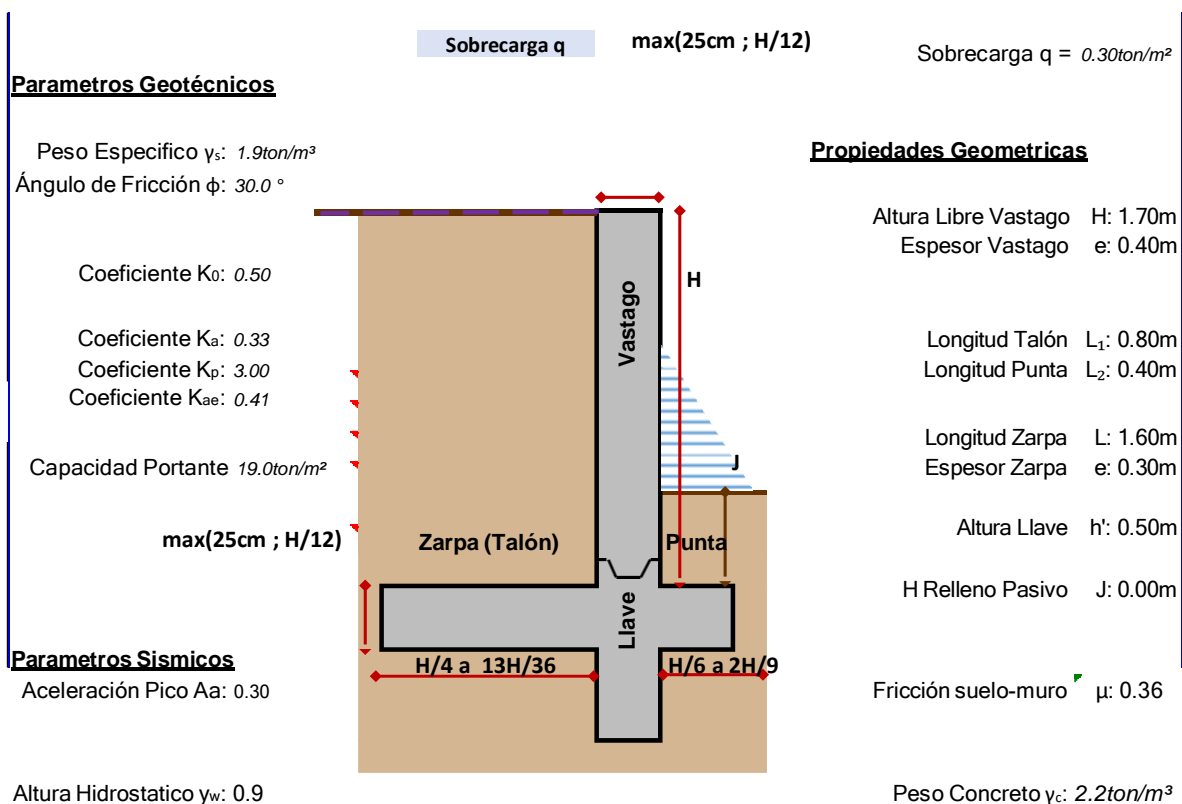 Sobrecarga q
max(25cm ; H/12)
Sobrecarga q = 0.30ton/m²
Parametros Geotécnicos
Peso Especifico γs: 1.9ton/m³
Propiedades Geometricas
Ángulo de Fricción ϕ: 30.0 °
Altura Libre Vastago H: 1.70m
Espesor Vastago e: 0.40m
Coeficiente K₀: 0.50
H
Vastago
Coeficiente Ka: 0.33
Longitud Talón L₁: 0.80m
Coeficiente Kp: 3.00
Longitud Punta L₂: 0.40m
Coeficiente Kae: 0.41
Longitud Zarpa L: 1.60m
Capacidad Portante 19.0ton/m²
J
Espesor Zarpa e: 0.30m
max(25cm ; H/12)
Zarpa (Talón)
Punta
Altura Llave h': 0.50m
Llave
H Relleno Pasivo J: 0.00m
Parametros Sismicos
H/4 a 13H/36
H/6 a 2H/9
Aceleración Pico Aa: 0.30
Fricción suelo-muro μ: 0.36
Altura Hidrostatico yw: 0.9
Peso Concreto γc: 2.2ton/m³